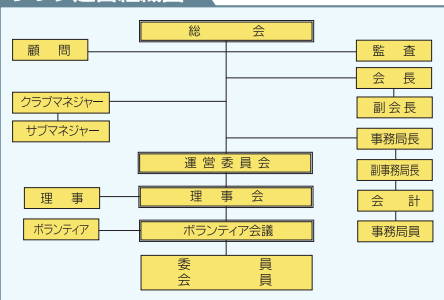 総会
顧問
監査
会長
クラブマネジャー
副会長
サブマネジャー
事務局長
運営委員会
副事務局長
理事
理事会
会計
ボランティア
ボランティア会議
事務局員
委員
会員